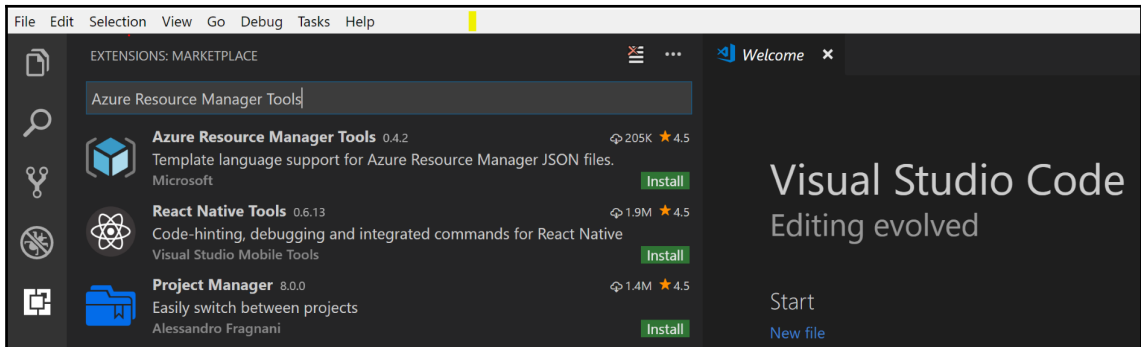 File Edit Selection View Go Debug Tasks Help
EXTENSIONS: MARKETPLACE
Welcome
Azure Resource Manager Tools
Azure Resource Manager Tools 0.4.2 205K 4.5
Template language support for Azure Resource Manager JSON files.
Microsoft Install
React Native Tools 0.6.13 1.9M 4.5
Code-hinting, debugging and integrated commands for React Native
Visual Studio Mobile Tools Install
Project Manager 8.0.0 1.4M 4.5
Easily switch between projects
Alessandro Fragnani Install
Visual Studio Code
Editing evolved
Start
New file